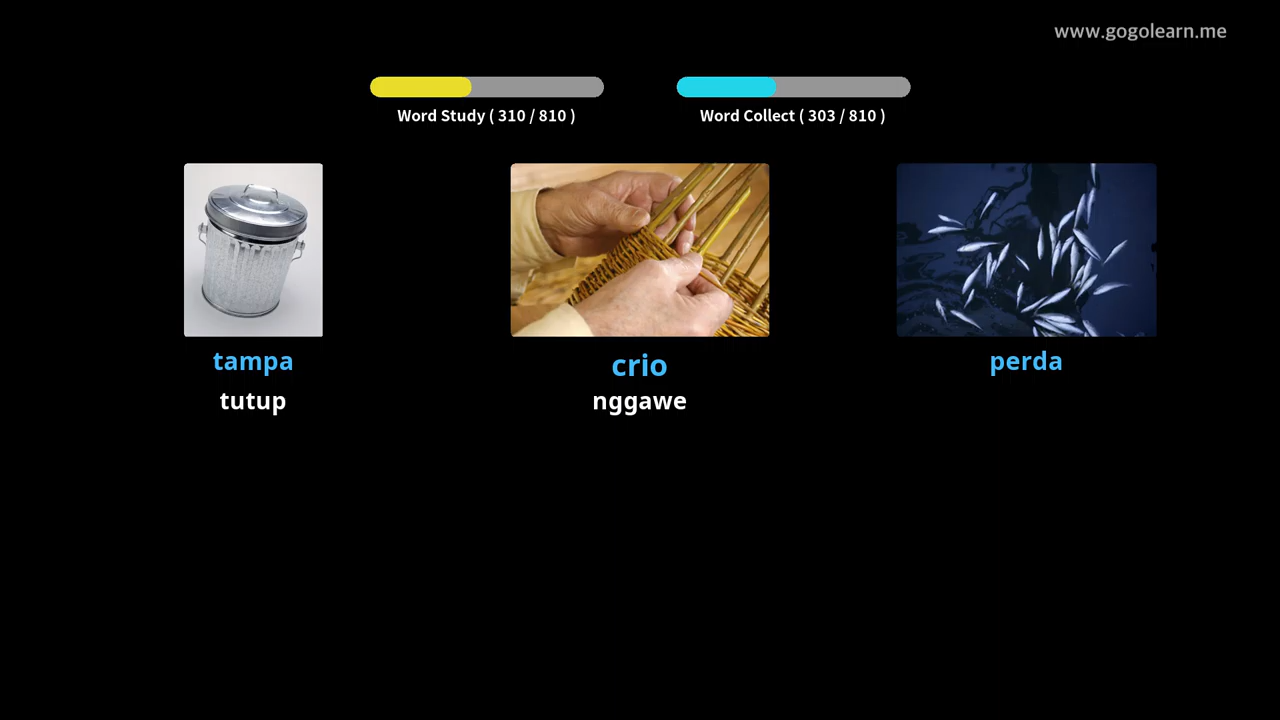 www.gogolearn.me
Word Study ( 310 / 810 )
Word Collect ( 303 / 810 )
tampa
tutup
crio
nggawe
perda